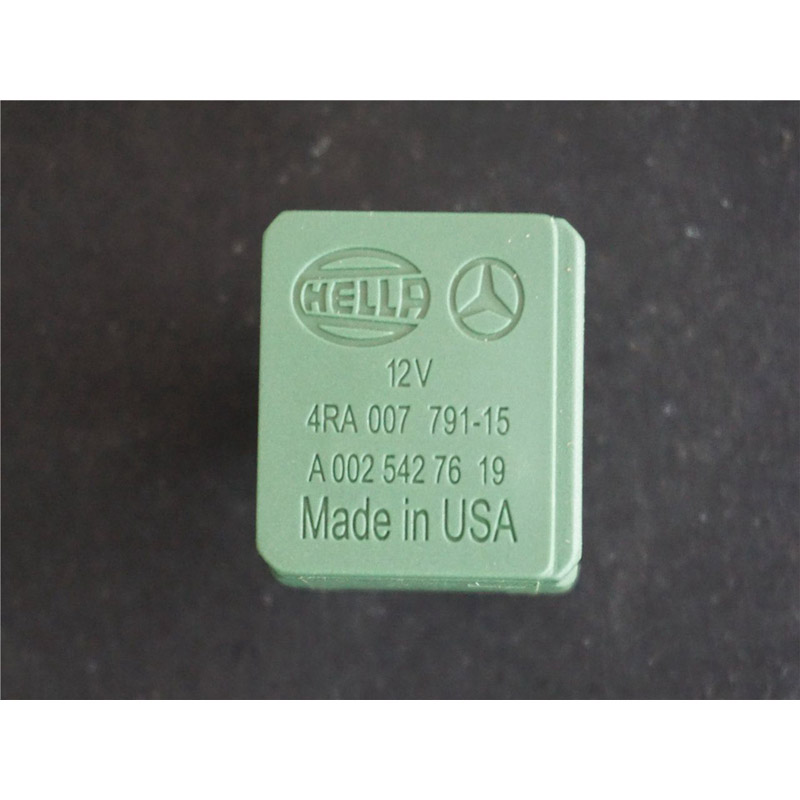 HELLA
12V
4RA 007 791-15
A 002 542 76 19
Made in USA